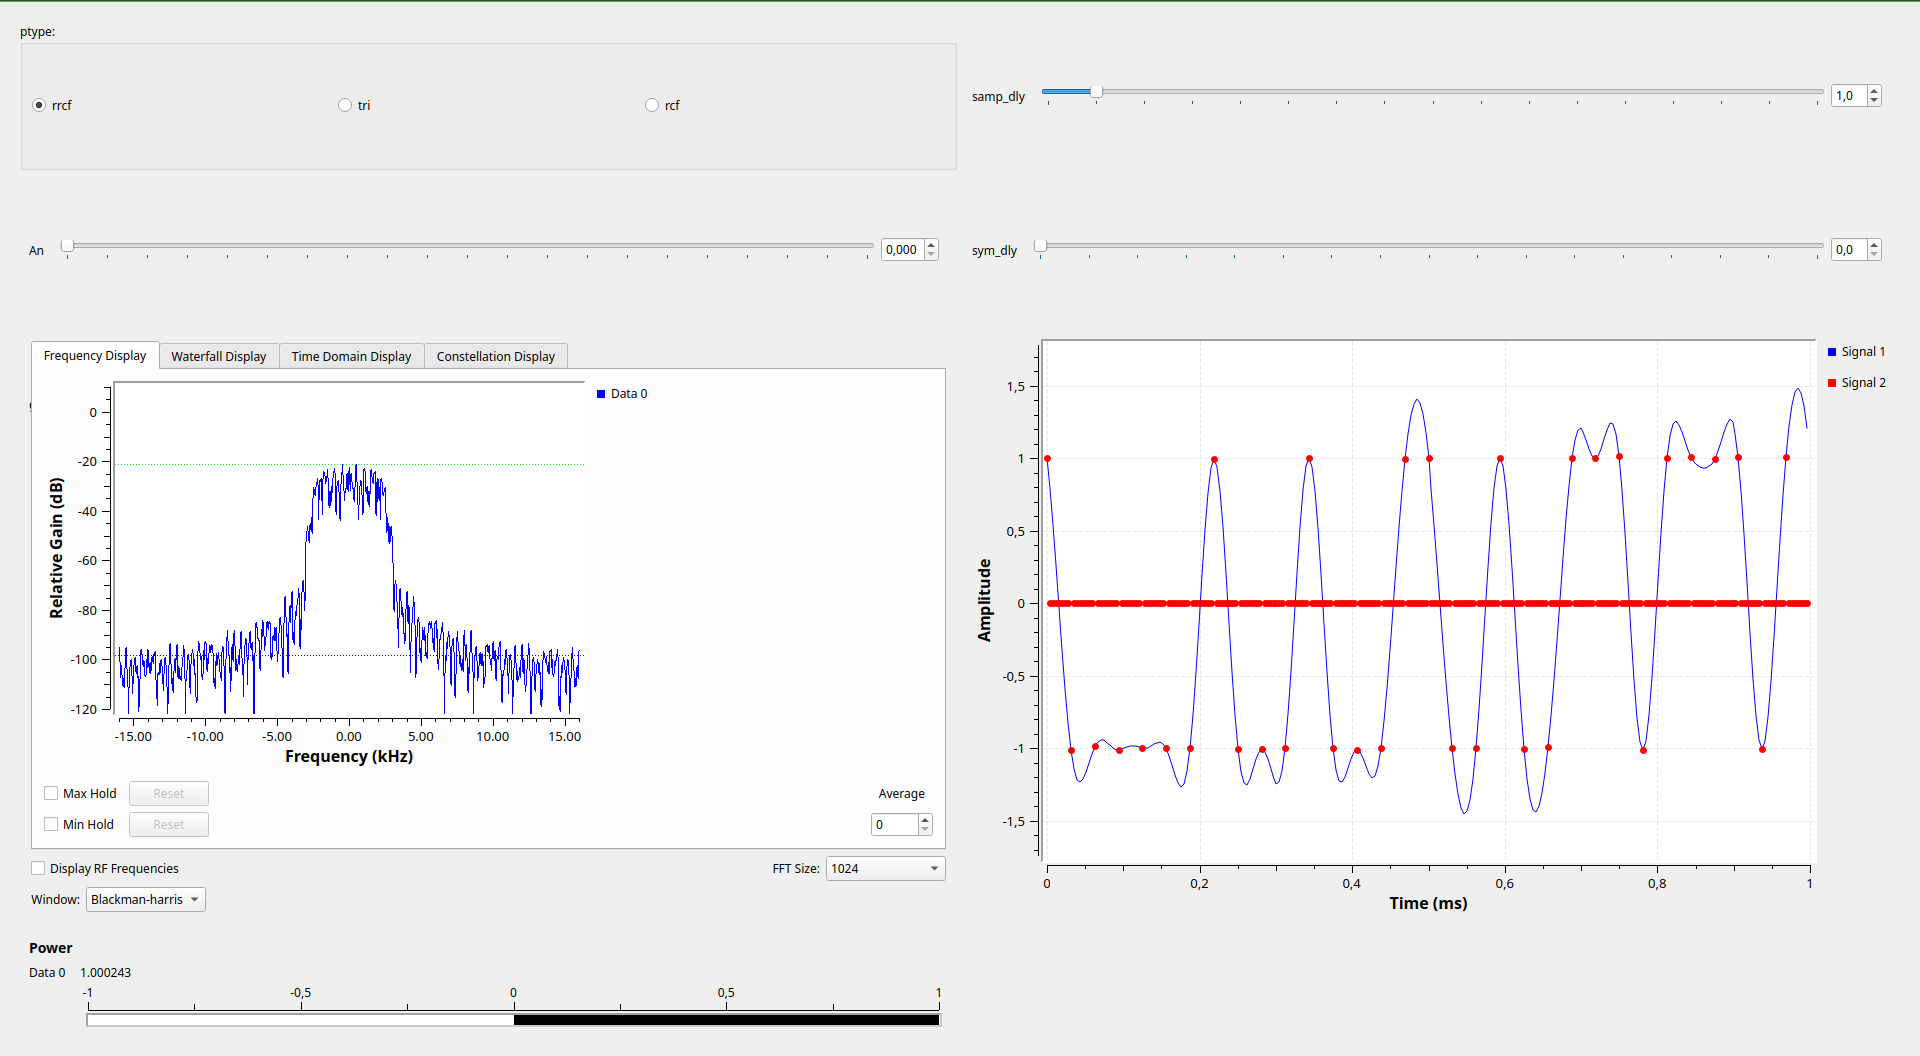 ptype:
rrcf
tri
rcf
samp_dly
1,0
An
0,000
sym_dly
0,0
Frequency Display
Waterfall Display
Time Domain Display
Constellation Display
Data 0
Relative Gain (dB)
0
-20
-40
-60
-80
-100
-120
-15.00
-10.00
-5.00
0.00
5.00
10.00
15.00
Frequency (kHz)
Max Hold
Reset
Average
Min Hold
Reset
0
Display RF Frequencies
FFT Size:
1024
Window:
Blackman-harris
Power
Data 0
1.000243
-1
-0,5
0
0,5
1
Signal 1
Signal 2
Amplitude
1,5
1
0,5
0
-0,5
-1
-1,5
0
0,2
0,4
0,6
0,8
1
Time (ms)